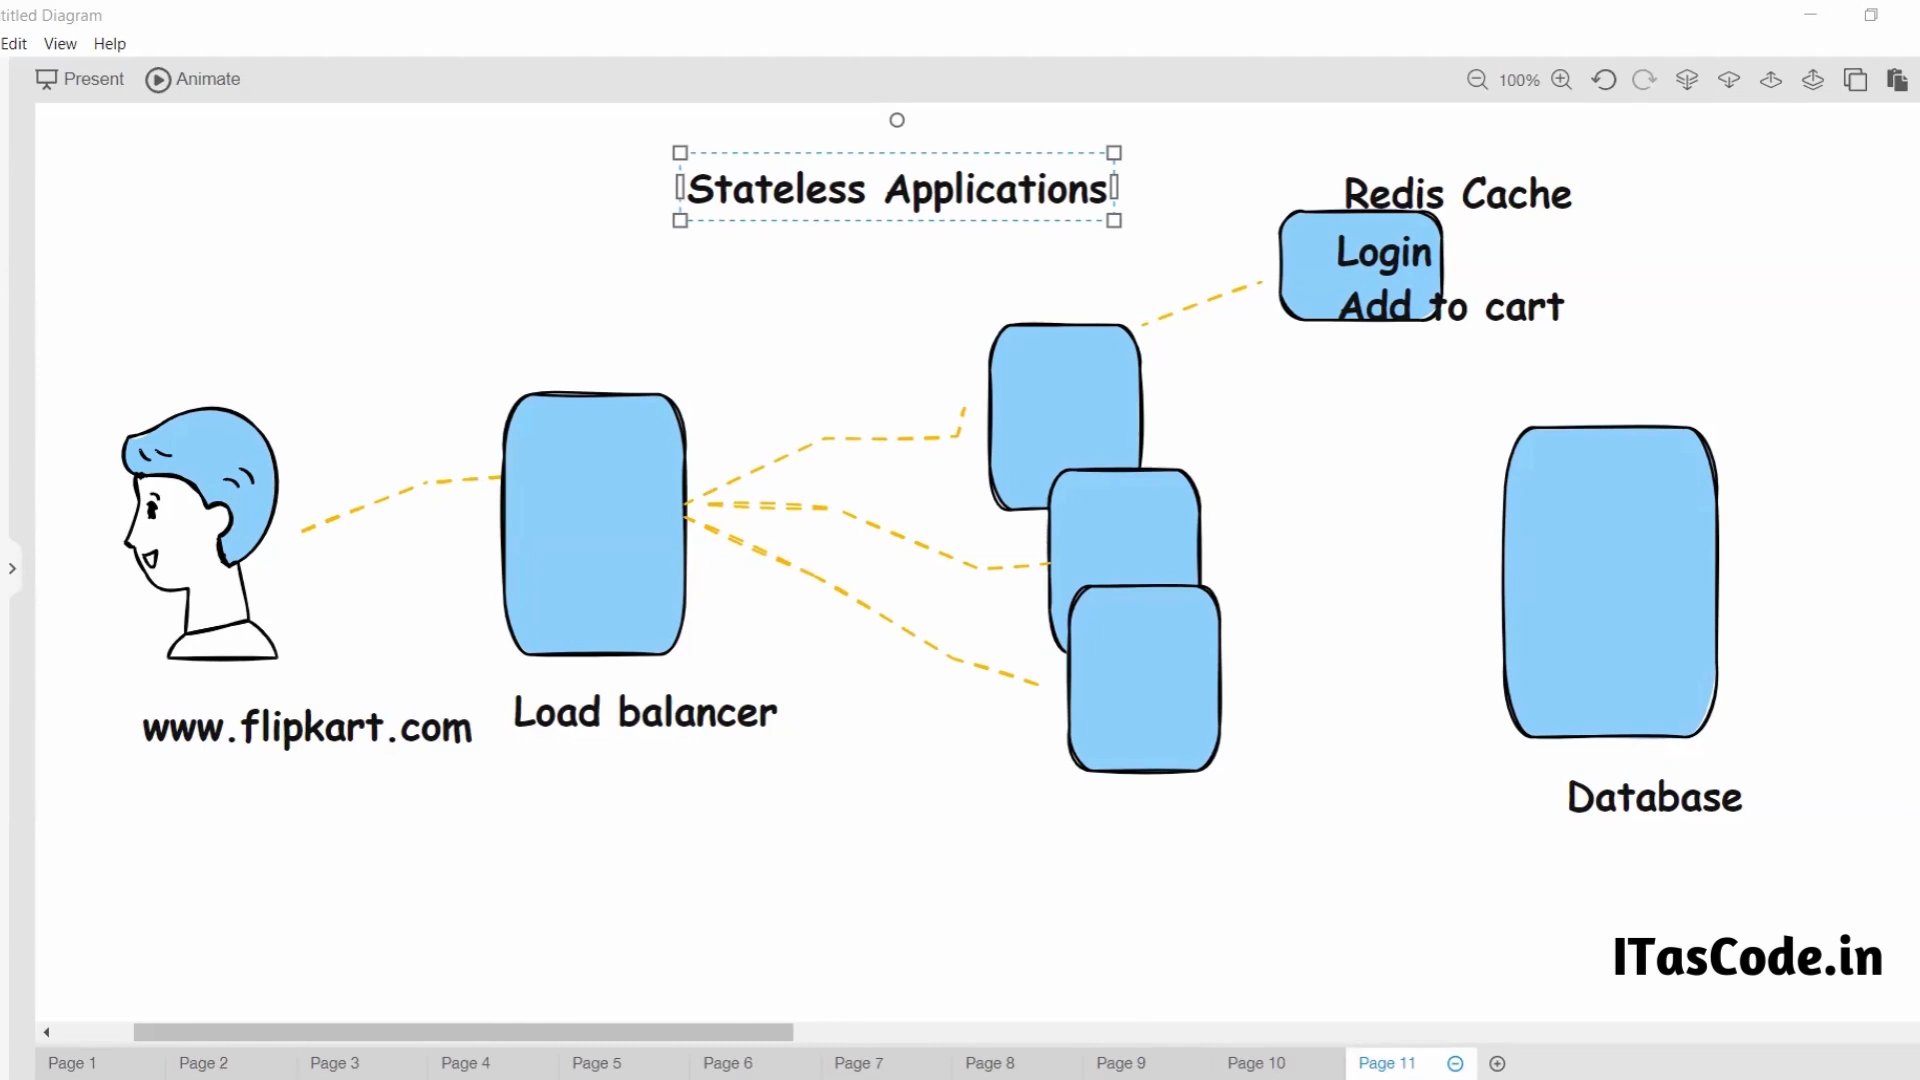 titled Diagram
Edit View Help
Present Animate 100%
Stateless Applications
Redis Cache
Login
Add to cart
www.flipkart.com
Load balancer
Database
ITasCode.in
Page 1 Page 2 Page 3 Page 4 Page 5 Page 6 Page 7 Page 8 Page 9 Page 10 Page 11